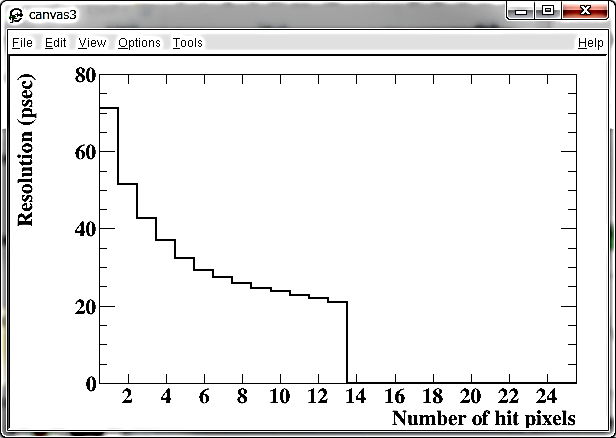 canvas3
File Edit View Options Tools Help
Resolution (psec)
80
60
40
20
0
2 4 6 8 10 12 14 16 18 20 22 24
Number of hit pixels